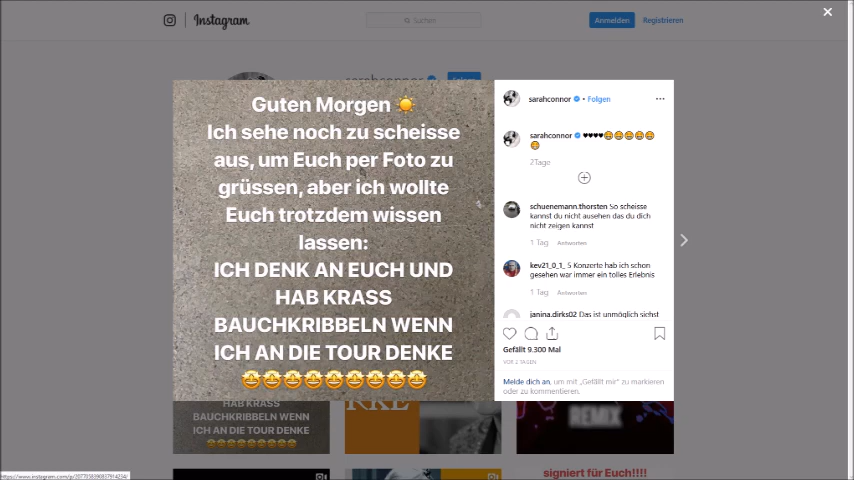 Instagram
Suchen
Anmelden
Registrieren
Guten Morgen ☀️
Ich sehe noch zu scheisse
aus, um Euch per Foto zu
grüssen, aber ich wollte
Euch trotzdem wissen
lassen:
ICH DENK AN EUCH UND
HAB KRASS
BAUCHKRIBBELN WENN
ICH AN DIE TOUR DENKE
🤩🤩🤩🤩🤩🤩🤩🤩🤩
sarahconnor • Folgen
sarahconnor ♥♥♥♥
2Tage
schuenemann.thorsten So scheisse
kannst du nicht ausehen das du dich
nicht zeigen kannst
1 Tag Antworten
kev21_0_1_ 5 Konzerte hab ich schon
gesehen war immer ein tolles Erlebnis
1 Tag Antworten
janina.dirks02 Das ist unmöglich siehst
Gefällt 9.300 Mal
VOR 2 TAGEN
Melde dich an, um mit „Gefällt mir“ zu markieren
oder zu kommentieren.
HAB KRASS
BAUCHKRIBBELN WENN
ICH AN DIE TOUR DENKE
REMIX
signiert für Euch!!!!